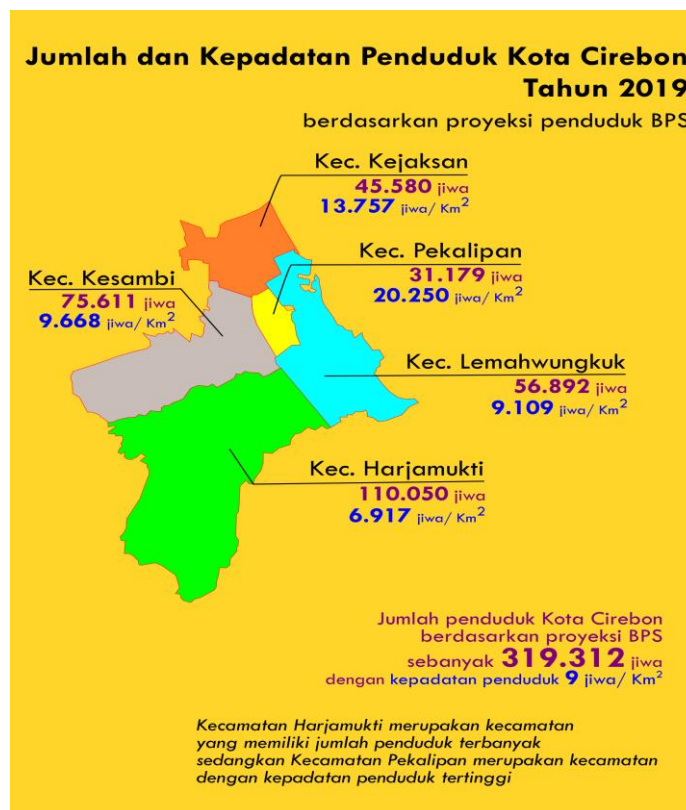 Jumlah dan Kepadatan Penduduk Kota Cirebon
Tahun 2019
berdasarkan proyeksi penduduk BPS
Kec. Kejaksan
45.580 jiwa
13.757 jiwa/ Km²
Kec. Pekalipan
31.179 jiwa
20.250 jiwa/ Km²
Kec. Kesambi
75.611 jiwa
9.668 jiwa/ Km²
Kec. Lemahwungkuk
56.892 jiwa
9.109 jiwa/ Km²
Kec. Harjamukti
110.050 jiwa
6.917 jiwa/ Km²
Jumlah penduduk Kota Cirebon
berdasarkan proyeksi BPS
sebanyak 319.312 jiwa
dengan kepadatan penduduk 9 jiwa/ Km²
Kecamatan Harjamukti merupakan kecamatan
yang memiliki jumlah penduduk terbanyak
sedangkan Kecamatan Pekalipan merupakan kecamatan
dengan kepadatan penduduk tertinggi